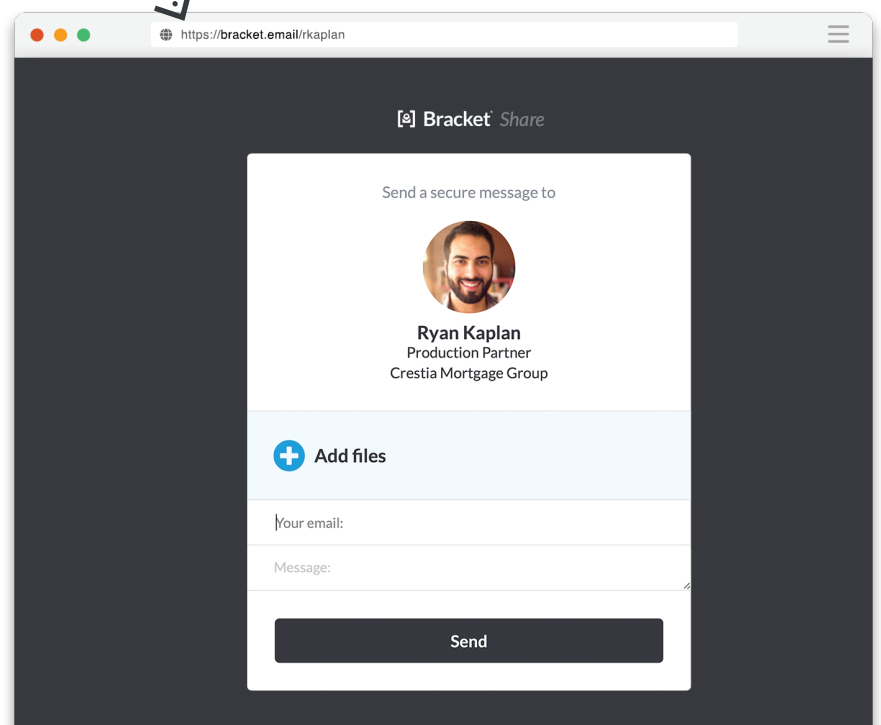 https://bracket.email/rkaplan
Bracket Share
Send a secure message to
Ryan Kaplan
Production Partner
Crestia Mortgage Group
Add files
Your email:
Message:
Send